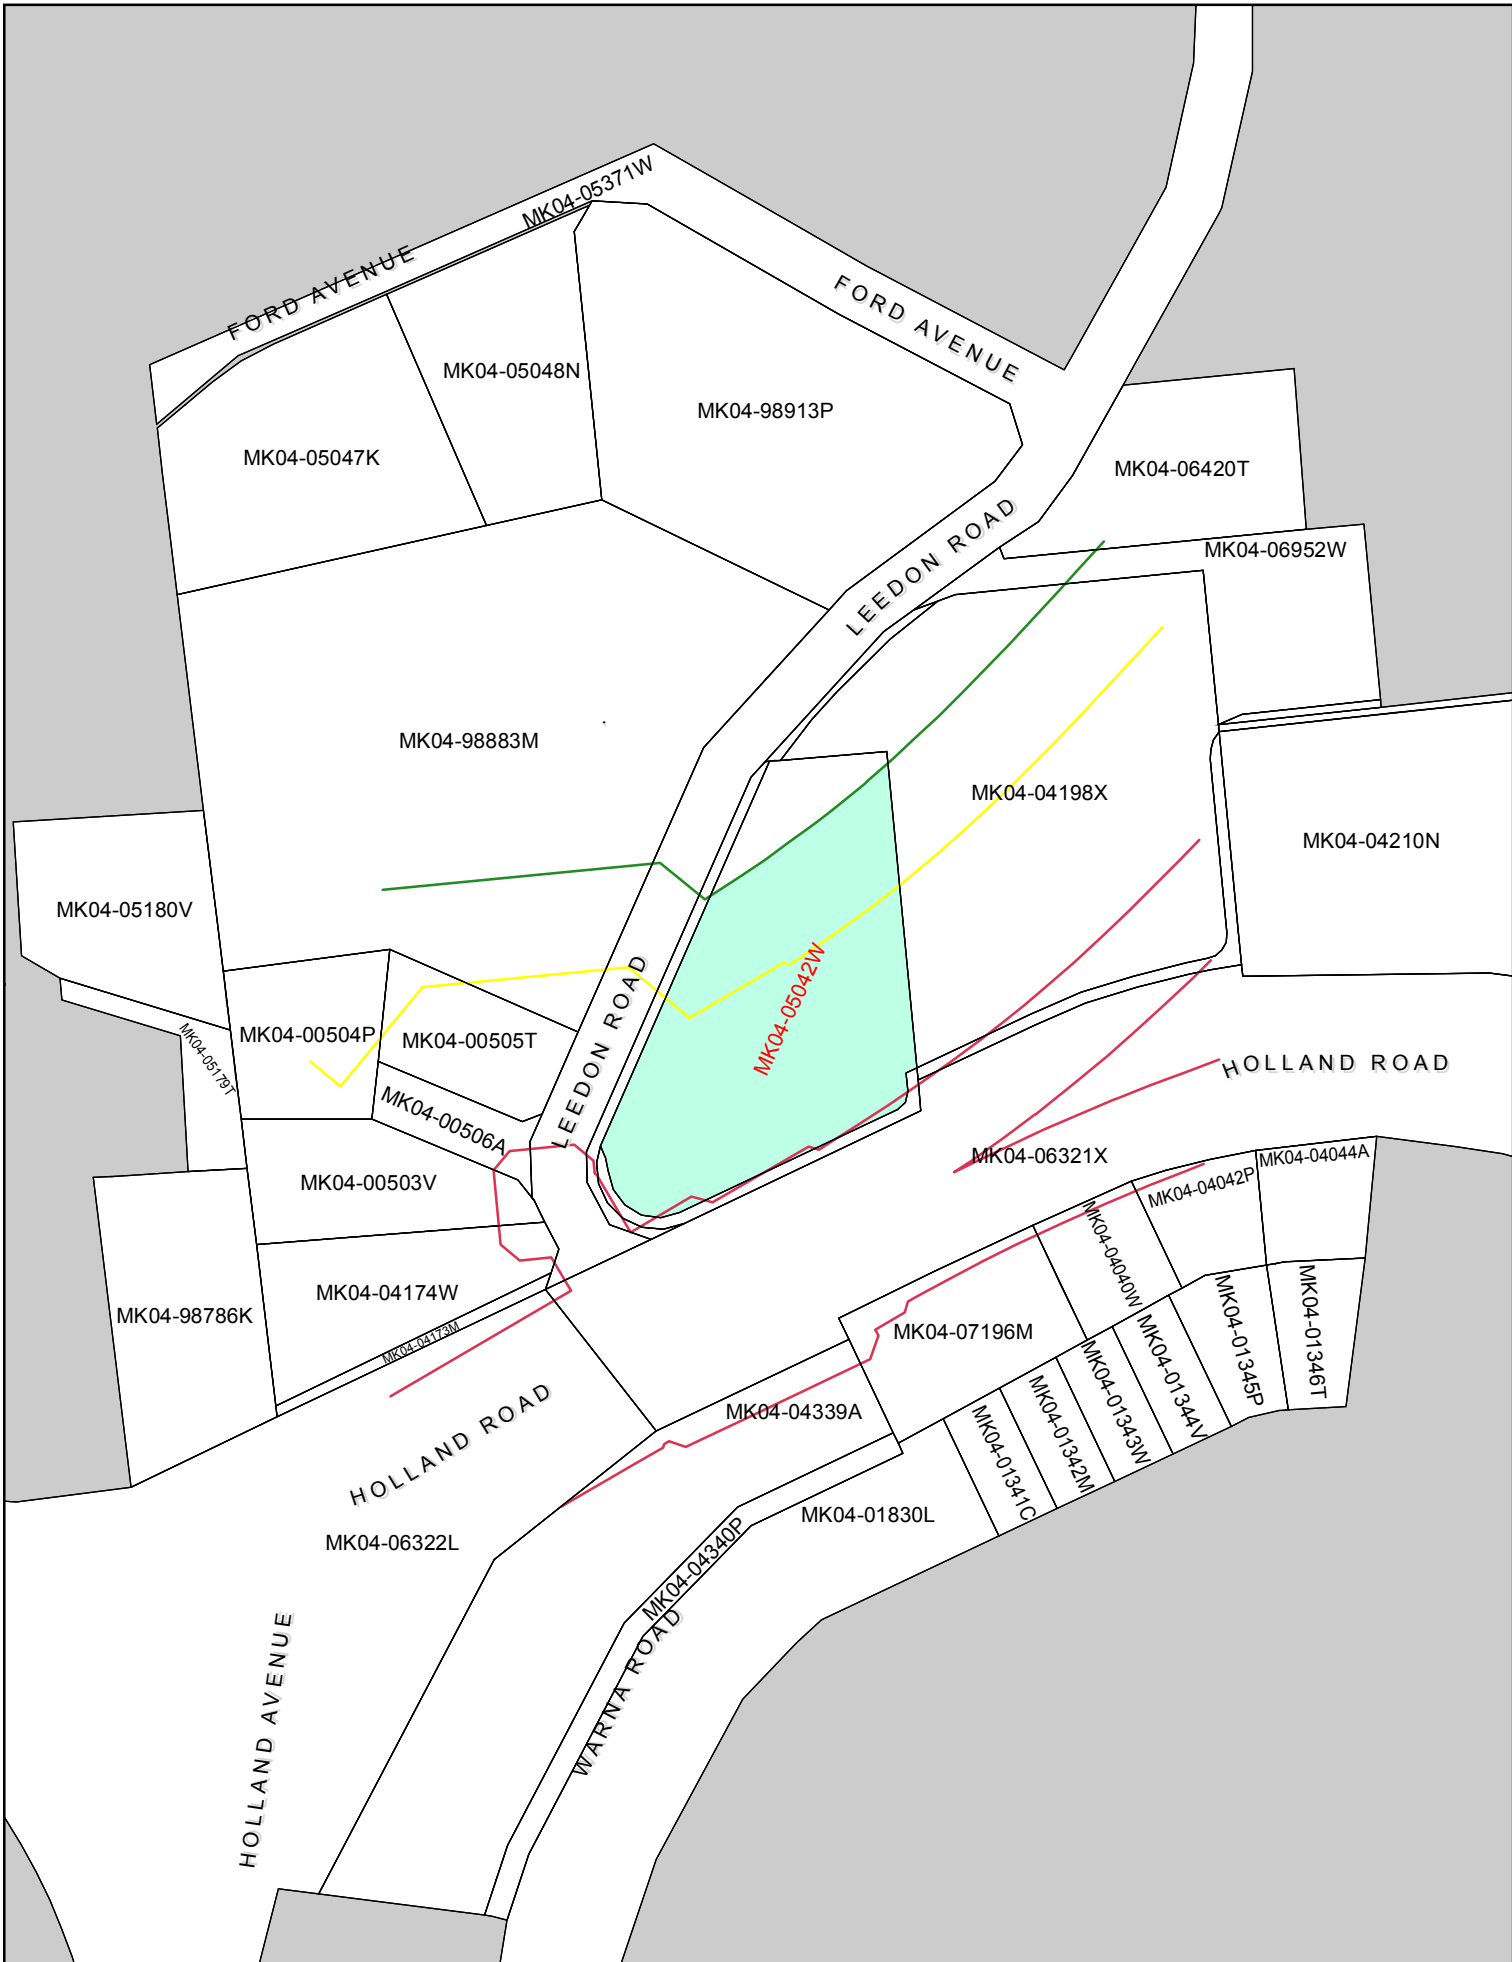 MK04-05371W
FORD AVENUE
FORD AVENUE
MK04-05048N
MK04-98913P
MK04-05047K
MK04-06420T
LEEDON ROAD
MK04-06952W
MK04-98883M
MK04-04198X
MK04-04210N
MK04-05180V
MK04-05042W
LEEDON ROAD
MK04-00504P
MK04-00505T
MK04-05179T
HOLLAND ROAD
MK04-00506A
MK04-06321X
MK04-04044A
MK04-00503V
MK04-04042P
MK04-04040W
MK04-04174W
MK04-98786K
MK04-04173M
MK04-07196M
MK04-01346T
MK04-01345P
MK04-01344V
MK04-01343W
MK04-01342M
MK04-01341C
MK04-04339A
HOLLAND ROAD
MK04-01830L
MK04-06322L
MK04-04340P
WARNA ROAD
HOLLAND AVENUE